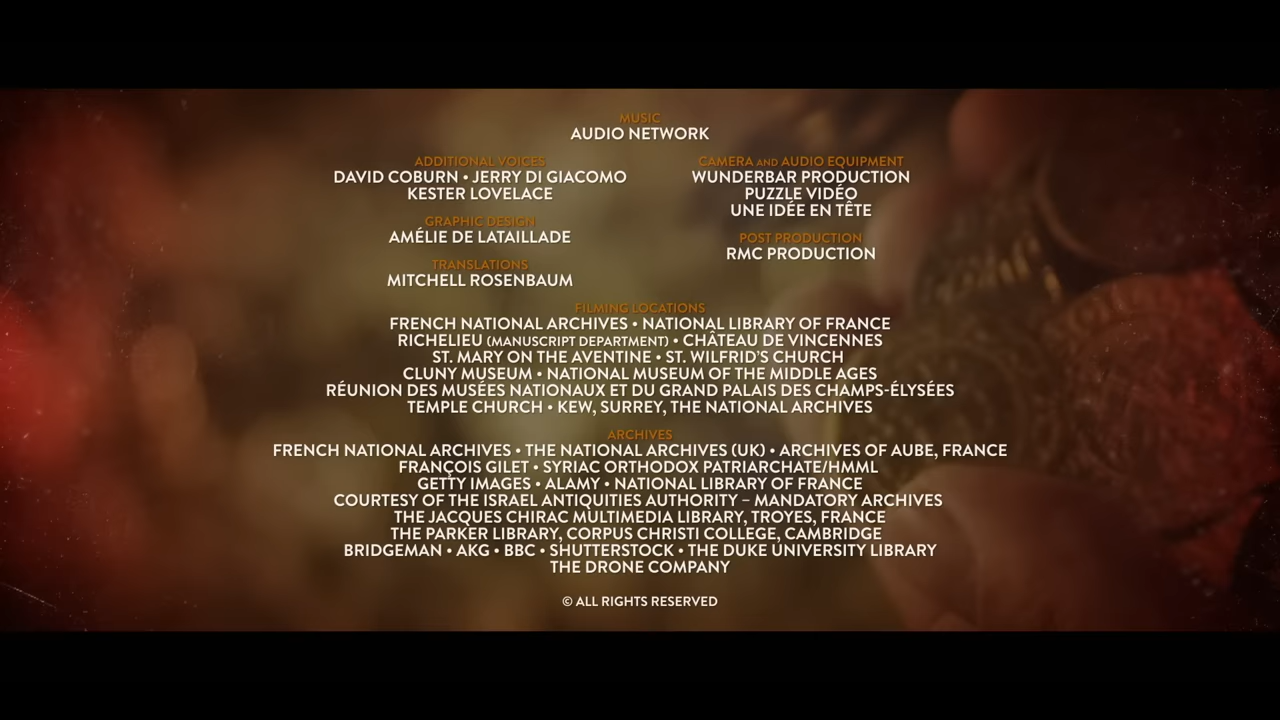 MUSIC
AUDIO NETWORK
ADDITIONAL VOICES
DAVID COBURN • JERRY DI GIACOMO
KESTER LOVELACE
GRAPHIC DESIGN
AMÉLIE DE LATAILLADE
TRANSLATIONS
MITCHELL ROSENBAUM
CAMERA AND AUDIO EQUIPMENT
WUNDERBAR PRODUCTION
PUZZLE VIDÉO
UNE IDÉE EN TÊTE
POST PRODUCTION
RMC PRODUCTION
FILMING LOCATIONS
FRENCH NATIONAL ARCHIVES • NATIONAL LIBRARY OF FRANCE
RICHELIEU (MANUSCRIPT DEPARTMENT) • CHÂTEAU DE VINCENNES
ST. MARY ON THE AVENTINE • ST. WILFRID'S CHURCH
CLUNY MUSEUM • NATIONAL MUSEUM OF THE MIDDLE AGES
RÉUNION DES MUSÉES NATIONAUX ET DU GRAND PALAIS DES CHAMPS-ÉLYSÉES
TEMPLE CHURCH • KEW, SURREY, THE NATIONAL ARCHIVES
ARCHIVES
FRENCH NATIONAL ARCHIVES • THE NATIONAL ARCHIVES (UK) • ARCHIVES OF AUBE, FRANCE
FRANÇOIS GILET • SYRIAC ORTHODOX PATRIARCHATE/HMML
GETTY IMAGES • ALAMY • NATIONAL LIBRARY OF FRANCE
COURTESY OF THE ISRAEL ANTIQUITIES AUTHORITY – MANDATORY ARCHIVES
THE JACQUES CHIRAC MULTIMEDIA LIBRARY, TROYES, FRANCE
THE PARKER LIBRARY, CORPUS CHRISTI COLLEGE, CAMBRIDGE
BRIDGEMAN • AKG • BBC • SHUTTERSTOCK • THE DUKE UNIVERSITY LIBRARY
THE DRONE COMPANY
© ALL RIGHTS RESERVED